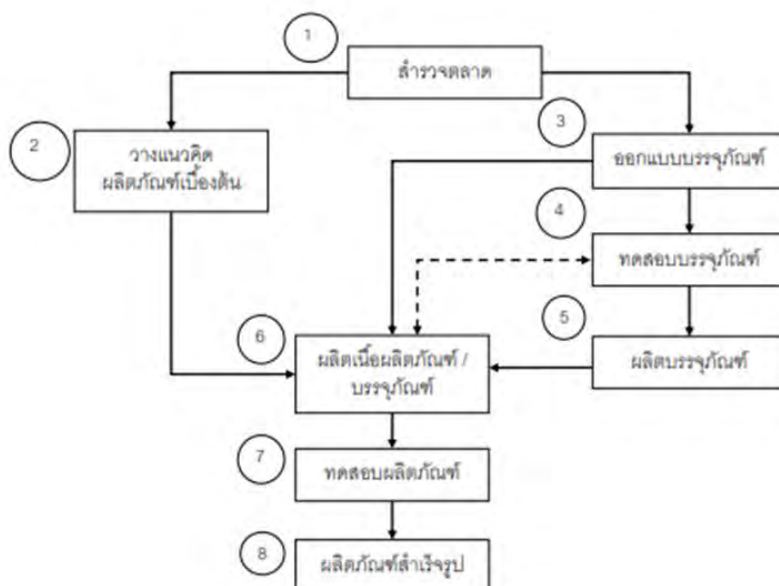 1
สำรวจตลาด
2
วางแนวคิด
ผลิตภัณฑ์เบื้องต้น
3
ออกแบบบรรจุภัณฑ์
4
ทดสอบบรรจุภัณฑ์
5
ผลิตบรรจุภัณฑ์
6
ผลิตเนื้อผลิตภัณฑ์ /
บรรจุภัณฑ์
7
ทดสอบผลิตภัณฑ์
8
ผลิตภัณฑ์สำเร็จรูป